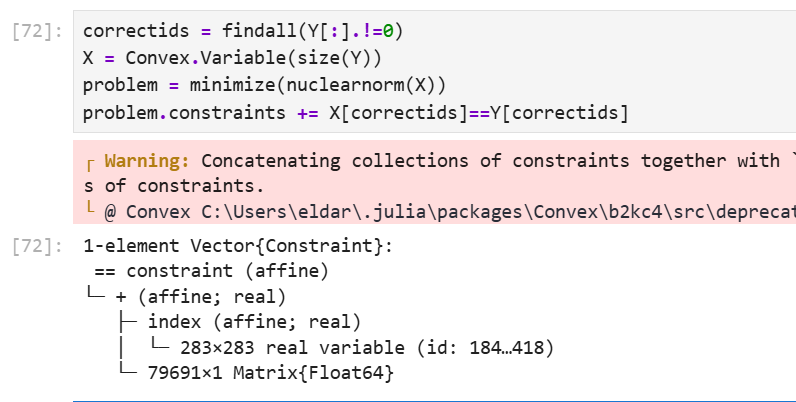 [72]: correctids = findall(Y[:].!=0)
X = Convex.Variable(size(Y))
problem = minimize(nuclearnorm(X))
problem.constraints += X[correctids]==Y[correctids]
┌ Warning: Concatenating collections of constraints together with `
s of constraints.
└ @ Convex C:\Users\eldar\.julia\packages\Convex\b2kc4\src\deprecat
[72]: 1-element Vector{Constraint}:
== constraint (affine)
└─ + (affine; real)
├─ index (affine; real)
│ └─ 283×283 real variable (id: 184…418)
└─ 79691×1 Matrix{Float64}